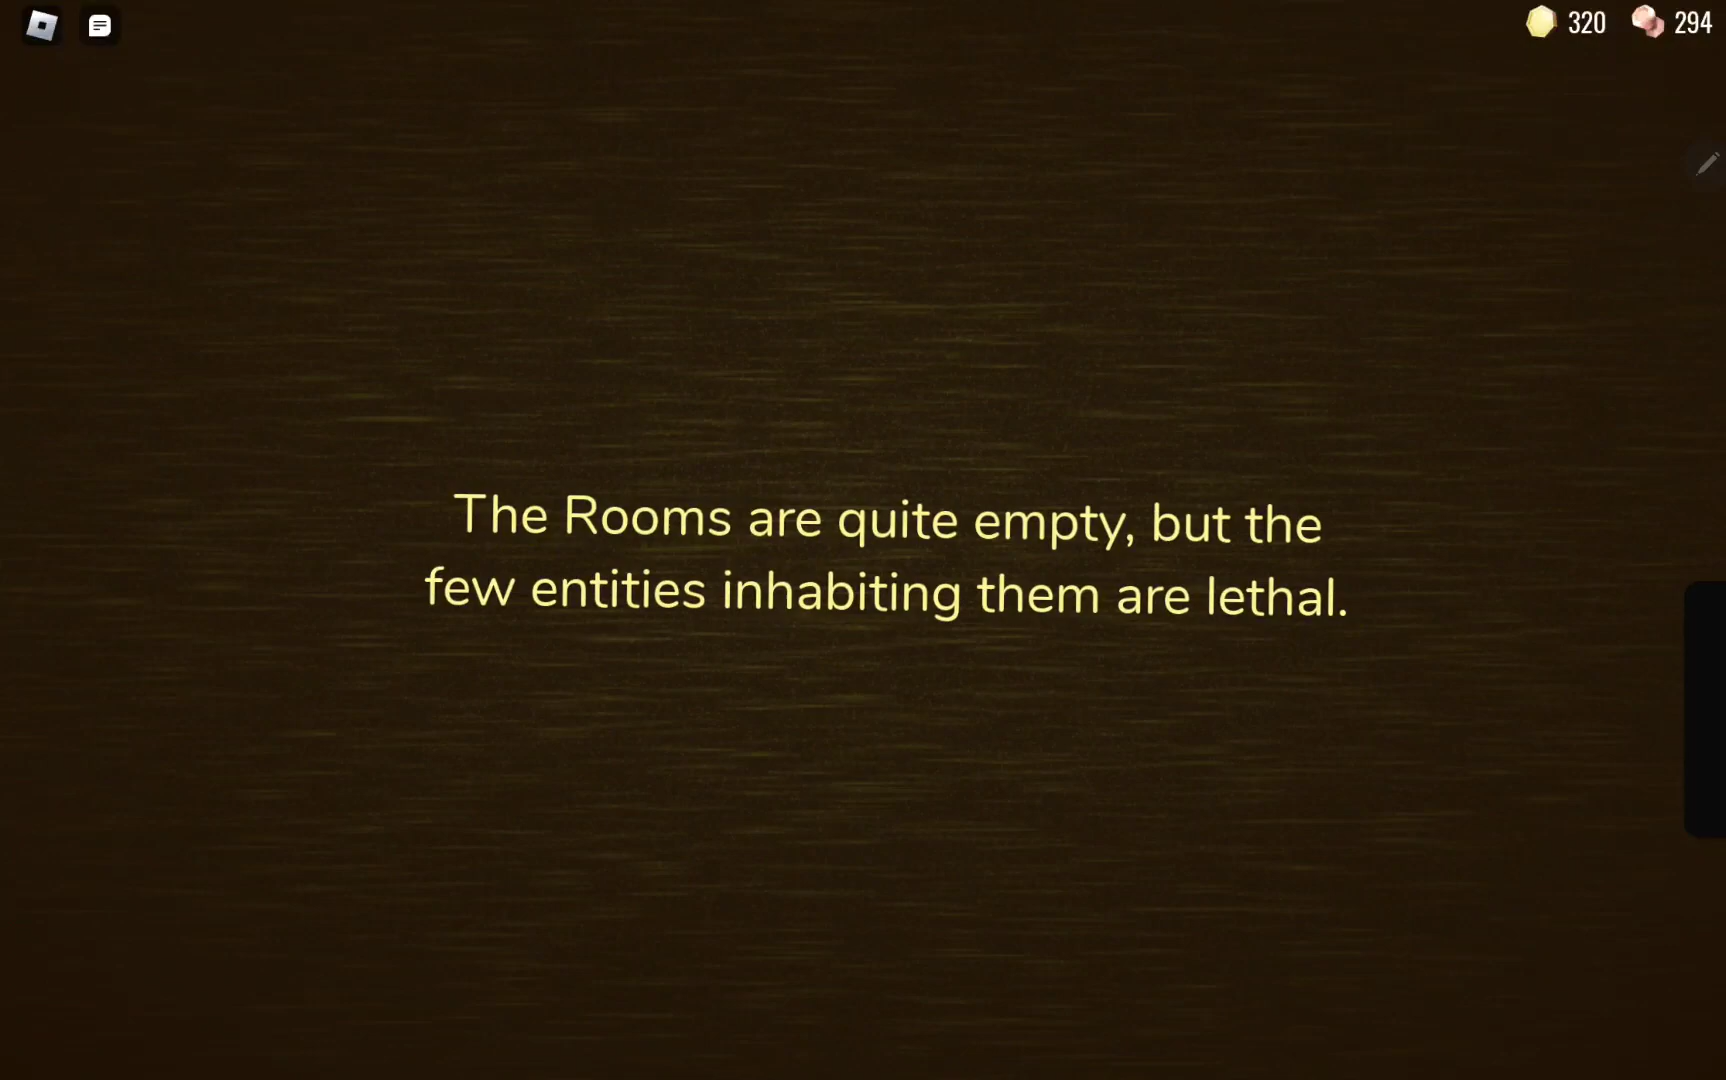 320 294
The Rooms are quite empty, but the
few entities inhabiting them are lethal.